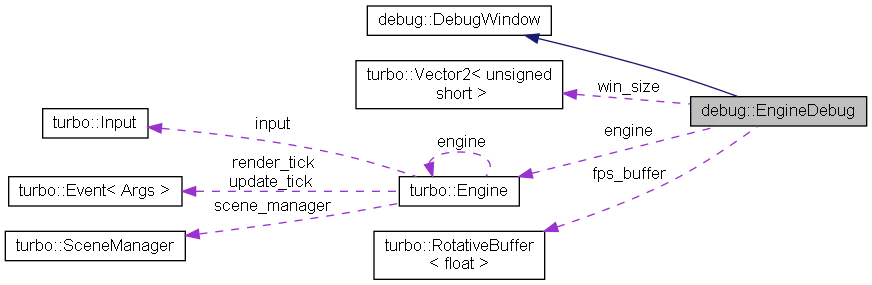 debug::DebugWindow
turbo::Vector2< unsigned
short >
win_size
debug::EngineDebug
turbo::Input
input
engine
engine
render_tick
update_tick
fps_buffer
turbo::Event< Args >
turbo::Engine
scene_manager
turbo::SceneManager
turbo::RotativeBuffer
< float >